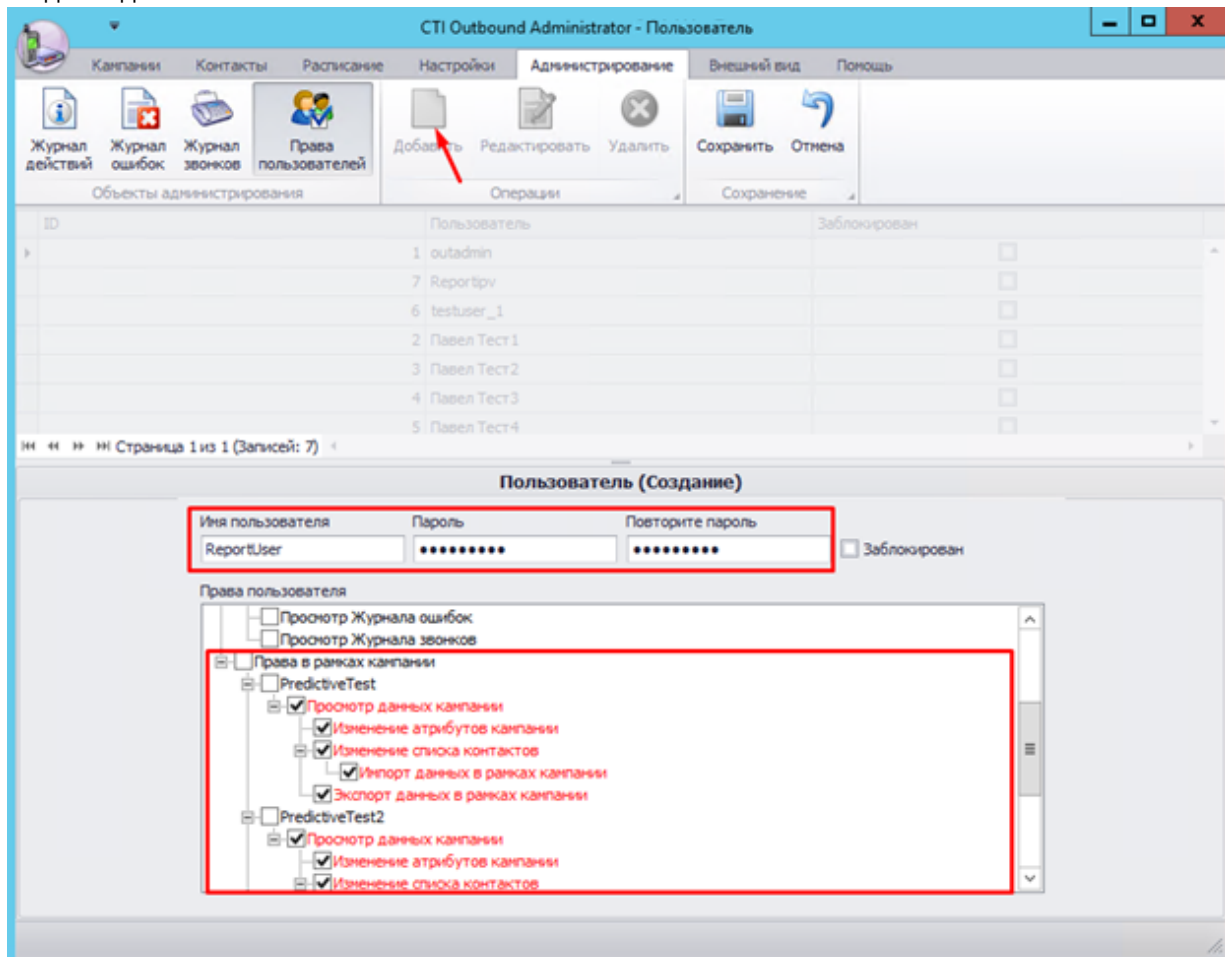 CTI Outbound Administrator - Пользователь
Кампании Контакты Расписание Настройки Администрирование Внешний вид Помощь
Журнал действий Журнал ошибок Журнал звонков Права пользователей Добавить Редактировать Удалить Сохранить Отмена
Объекты администрирования Операции Сохранение
ID Пользователь Заблокирован
1 outadmin
7 Reportipv
6 testuser_1
2 Павел Тест1
3 Павел Тест2
4 Павел Тест3
5 Павел Тест4
Страница 1 из 1 (Записей: 7)
Пользователь (Создание)
Имя пользователя Пароль Повторите пароль
ReportUser ●●●●●●●●● ●●●●●●●●● Заблокирован
Права пользователя
Просмотр Журнала ошибок
Просмотр Журнала звонков
Права в рамках кампании
PredictiveTest
Просмотр данных кампании
Изменение атрибутов кампании
Изменение списка контактов
Импорт данных в рамках кампании
Экспорт данных в рамках кампании
PredictiveTest2
Просмотр данных кампании
Изменение атрибутов кампании
Изменение списка контактов